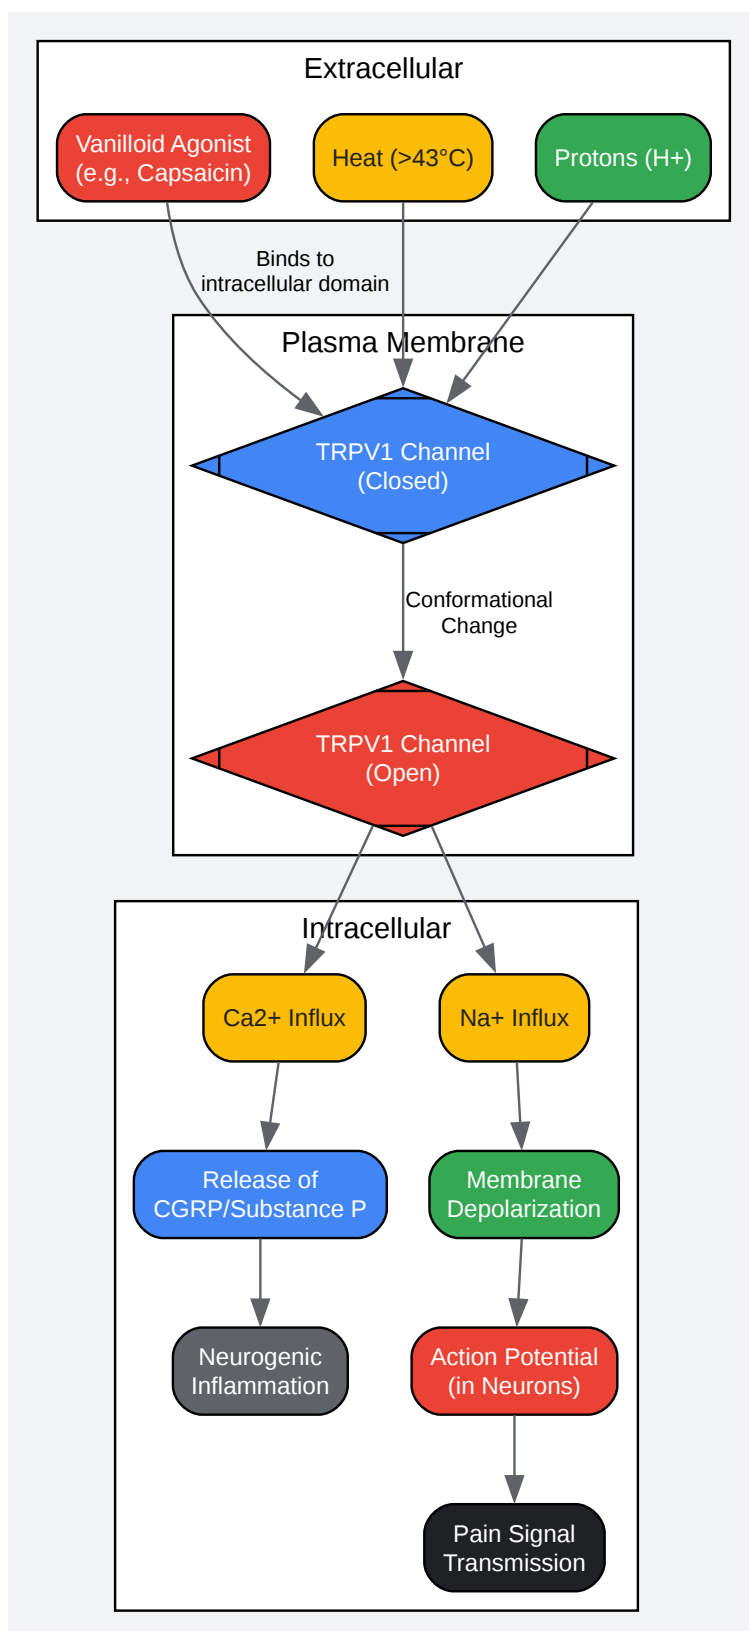 Extracellular
Vanilloid Agonist
(e.g., Capsaicin)
Heat (>43°C)
Protons (H+)
Binds to
intracellular domain
Plasma Membrane
TRPV1 Channel
(Closed)
Conformational
Change
TRPV1 Channel
(Open)
Intracellular
Ca2+ Influx
Na+ Influx
Release of
CGRP/Substance P
Membrane
Depolarization
Neurogenic
Inflammation
Action Potential
(in Neurons)
Pain Signal
Transmission